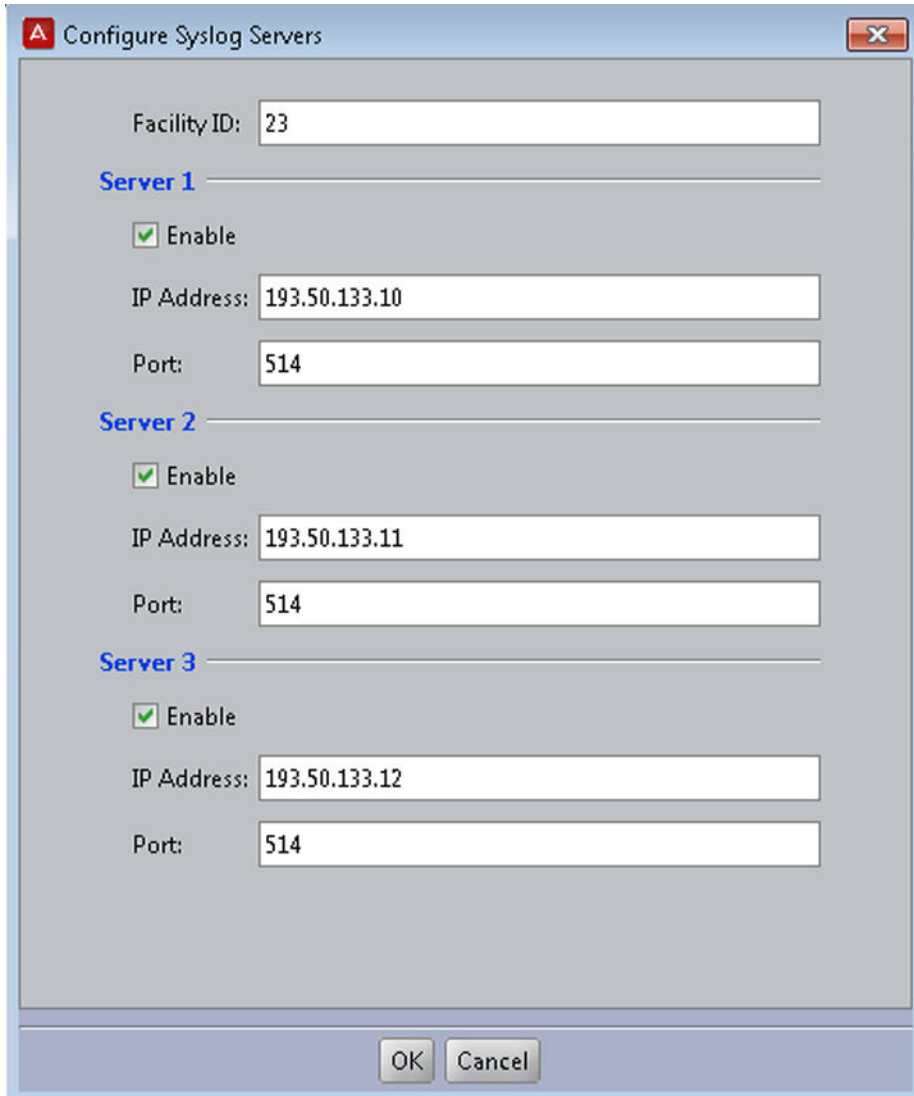 A Configure Syslog Servers
Facility ID: 23
Server 1
Enable
IP Address: 193.50.133.10
Port: 514
Server 2
Enable
IP Address: 193.50.133.11
Port: 514
Server 3
Enable
IP Address: 193.50.133.12
Port: 514
OK Cancel